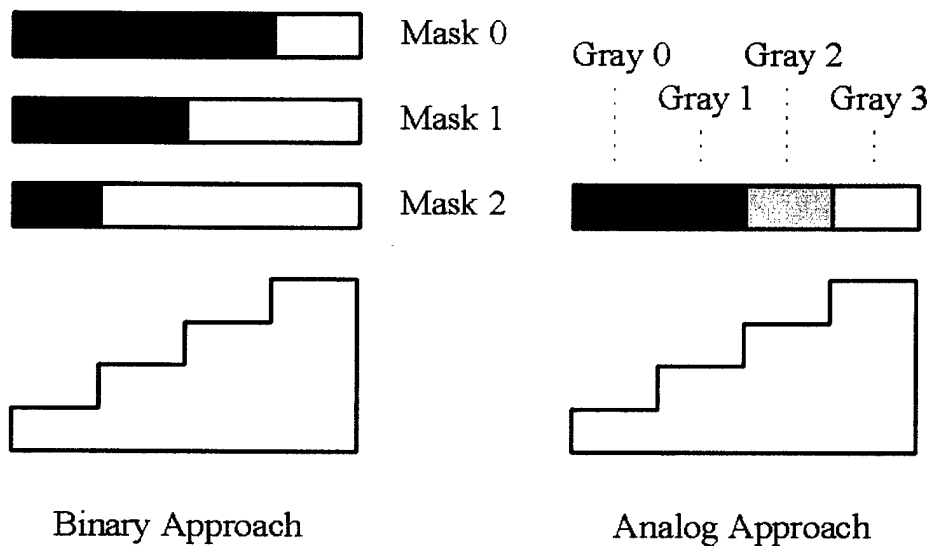 Mask 0
Mask 1
Mask 2
Gray 0
Gray 2
Gray 1
Gray 3
Binary Approach
Analog Approach